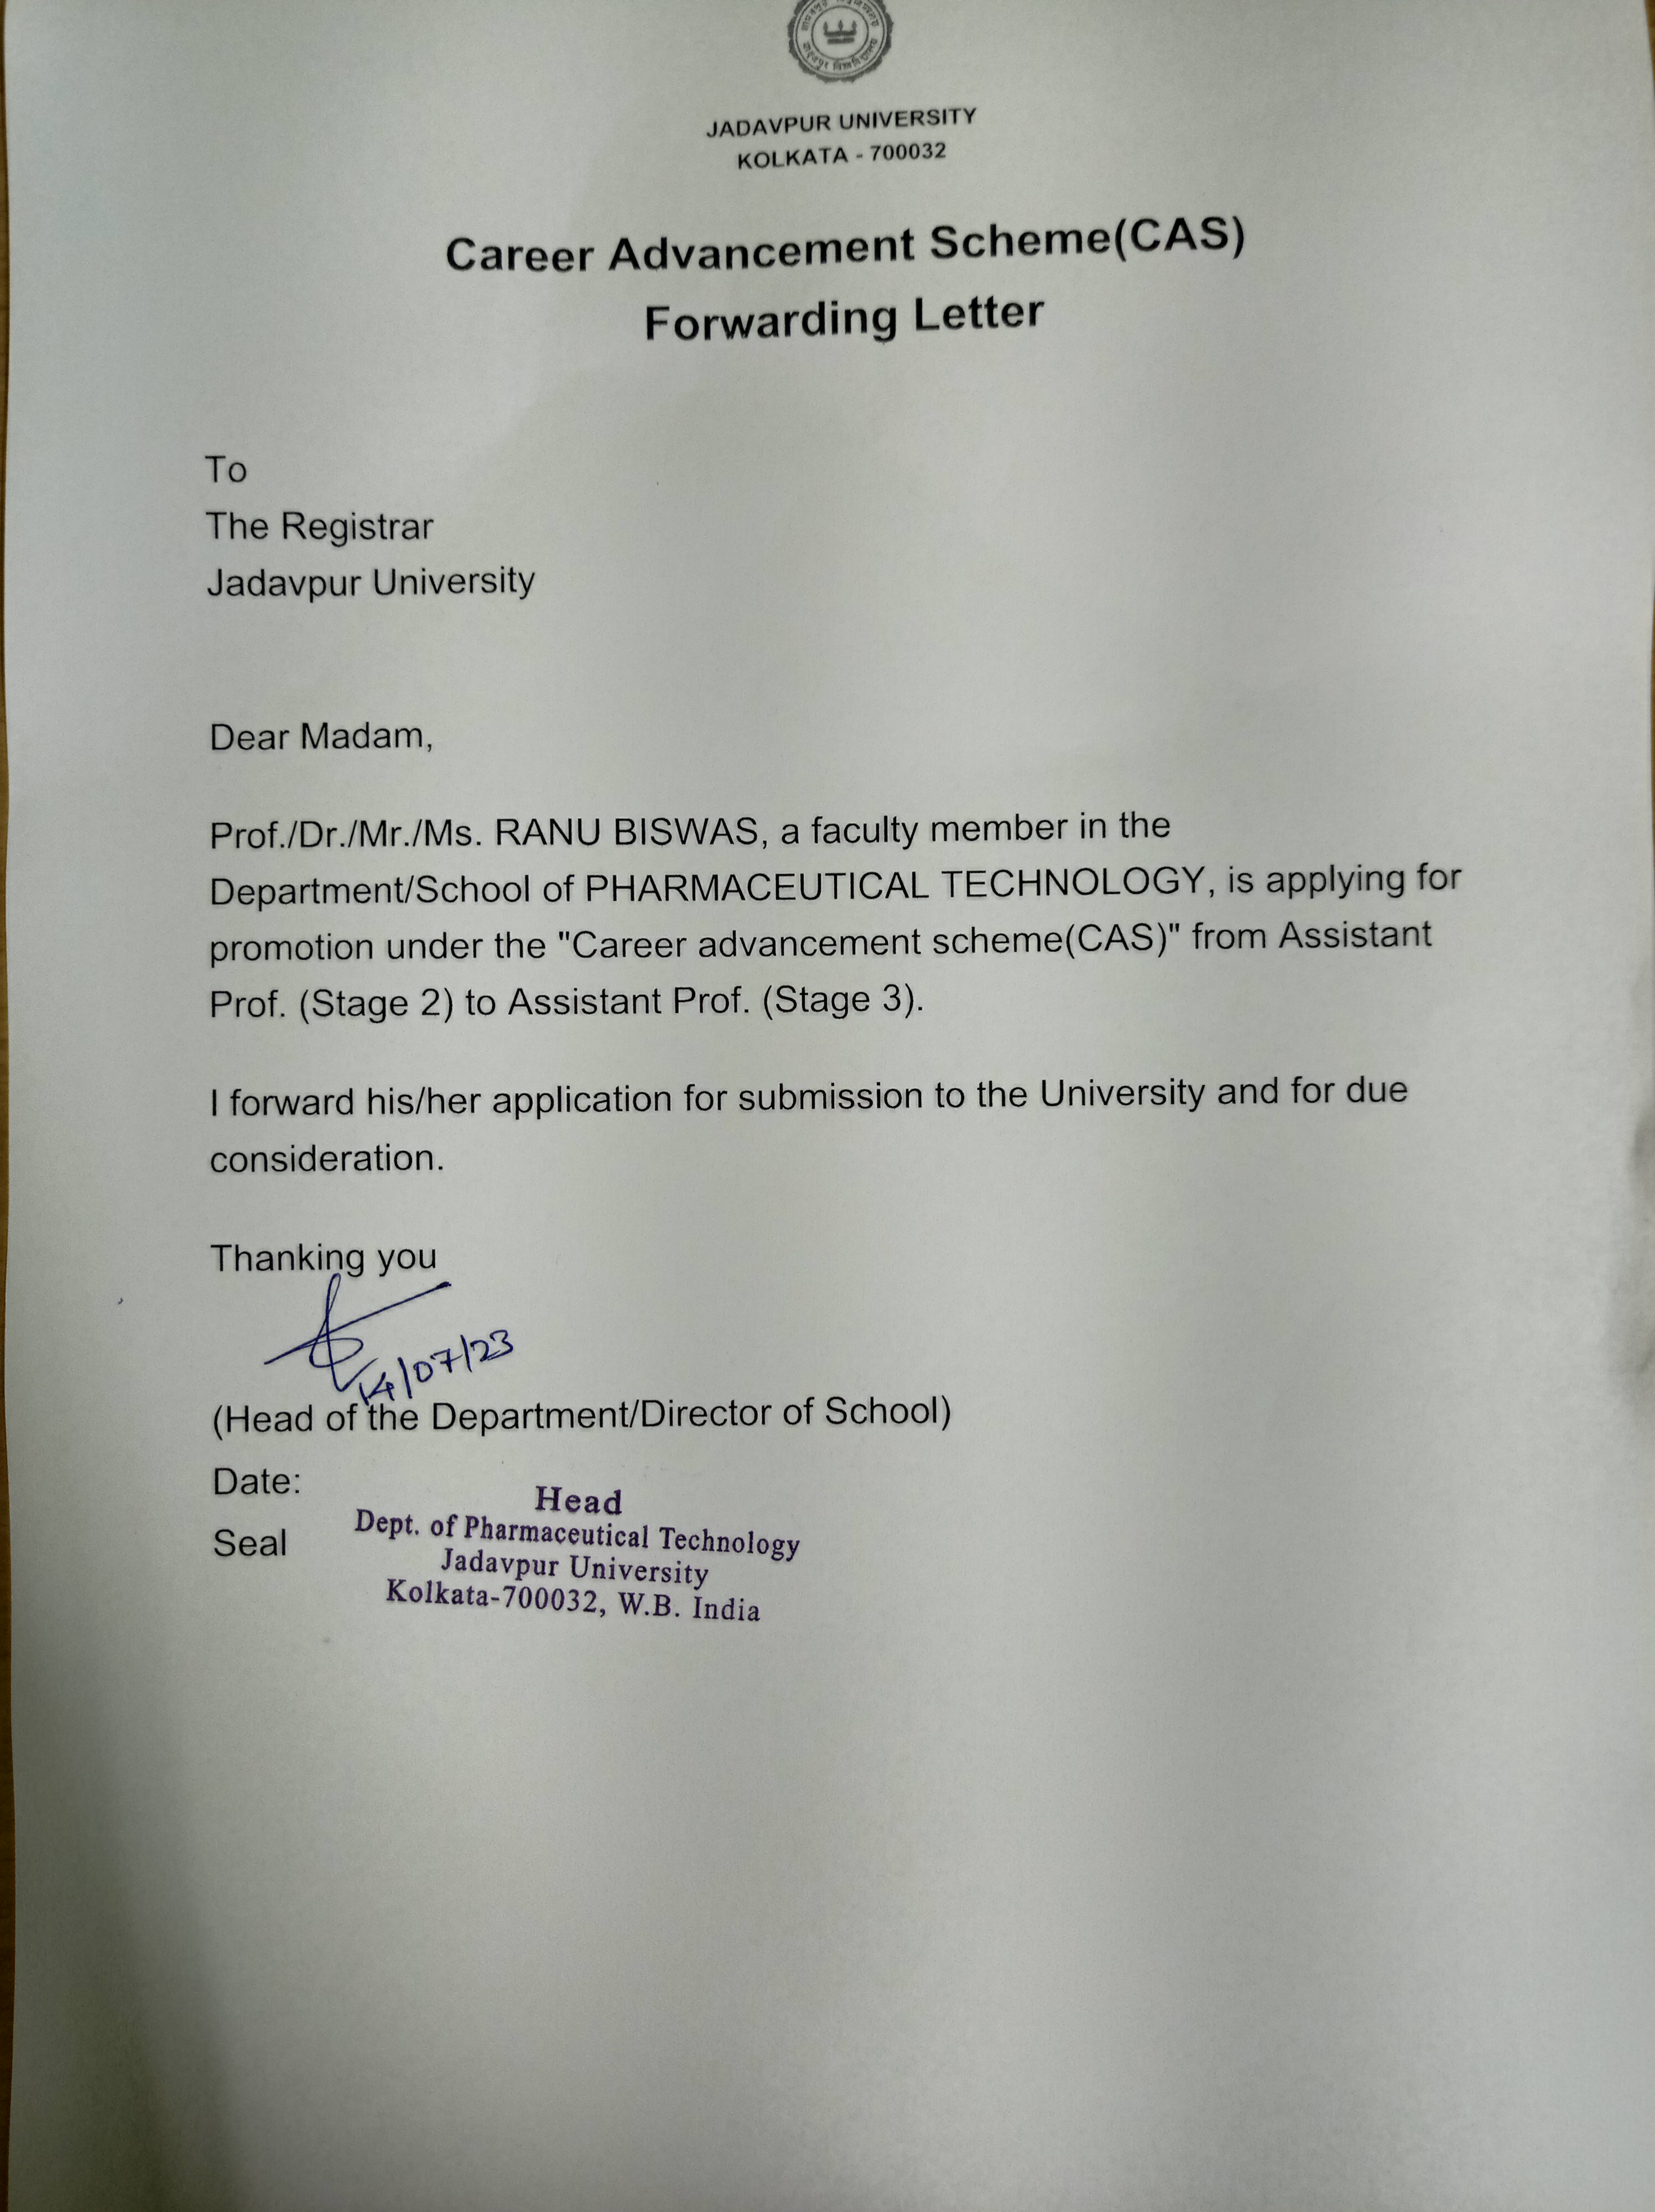 JADAVPUR UNIVERSITY
KOLKATA - 700032
Career Advancement Scheme(CAS)
Forwarding Letter
To
The Registrar
Jadavpur University
Dear Madam,
Prof./Dr./Mr./Ms. RANU BISWAS, a faculty member in the
Department/School of PHARMACEUTICAL TECHNOLOGY, is applying for
promotion under the "Career advancement scheme(CAS)" from Assistant
Prof. (Stage 2) to Assistant Prof. (Stage 3).
I forward his/her application for submission to the University and for due
consideration.
Thanking you
14/07/23
(Head of the Department/Director of School)
Date:
Seal
Head
Dept. of Pharmaceutical Technology
Jadavpur University
Kolkata-700032, W.B. India